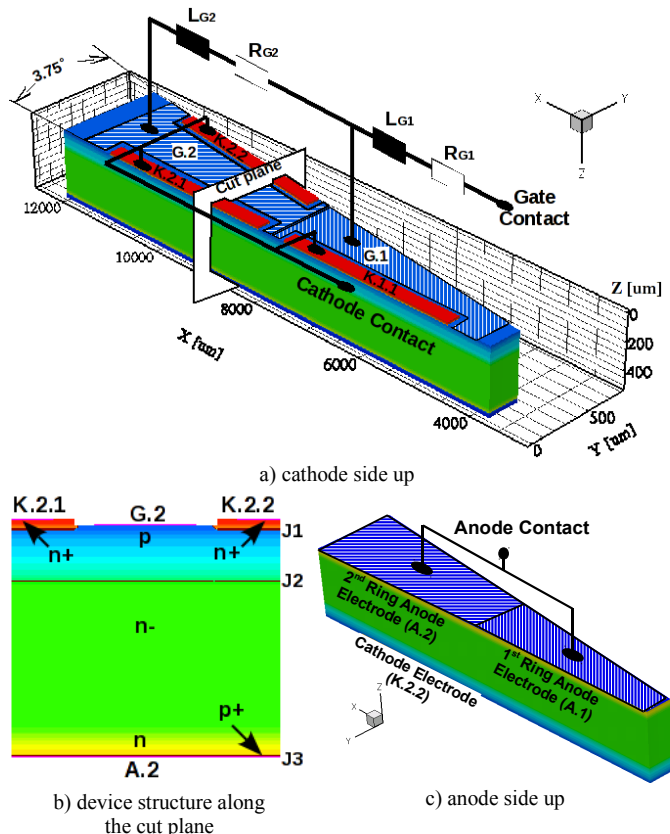 LG2
RG2
3.75°
LG1
RG1
X
Y
Z
Gate
Contact
K.2.2
G.2
K.2.1
Cut plane
G.1
K.1.1
Cathode Contact
12000
10000
8000
6000
4000
X [um]
Z [um]
0
200
400
0
500
Y [um]
a) cathode side up
K.2.1
G.2
K.2.2
p
J1
n+
n+
J2
n-
p+
n
J3
A.2
b) device structure along
the cut plane
Anode Contact
2nd Ring Anode
Electrode (A.2)
1st Ring Anode
Electrode (A.1)
Cathode Electrode
(K.2.2)
Z
X
Y
c) anode side up